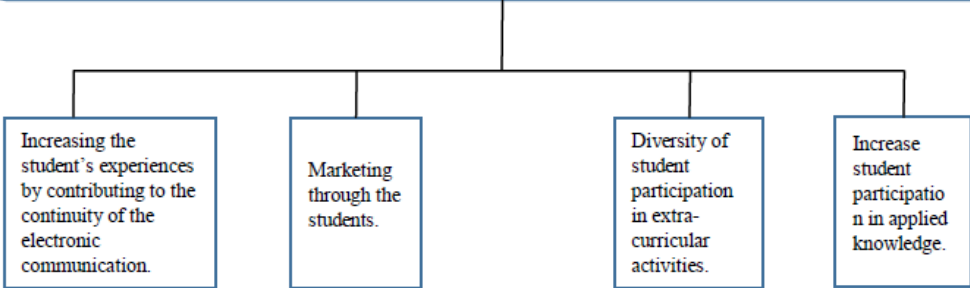 Increasing the
student’s experiences
by contributing to the
continuity of the
electronic
communication.
Marketing
through the
students.
Diversity of
student
participation
in extra-
curricular
activities.
Increase
student
participatio
n in applied
knowledge.